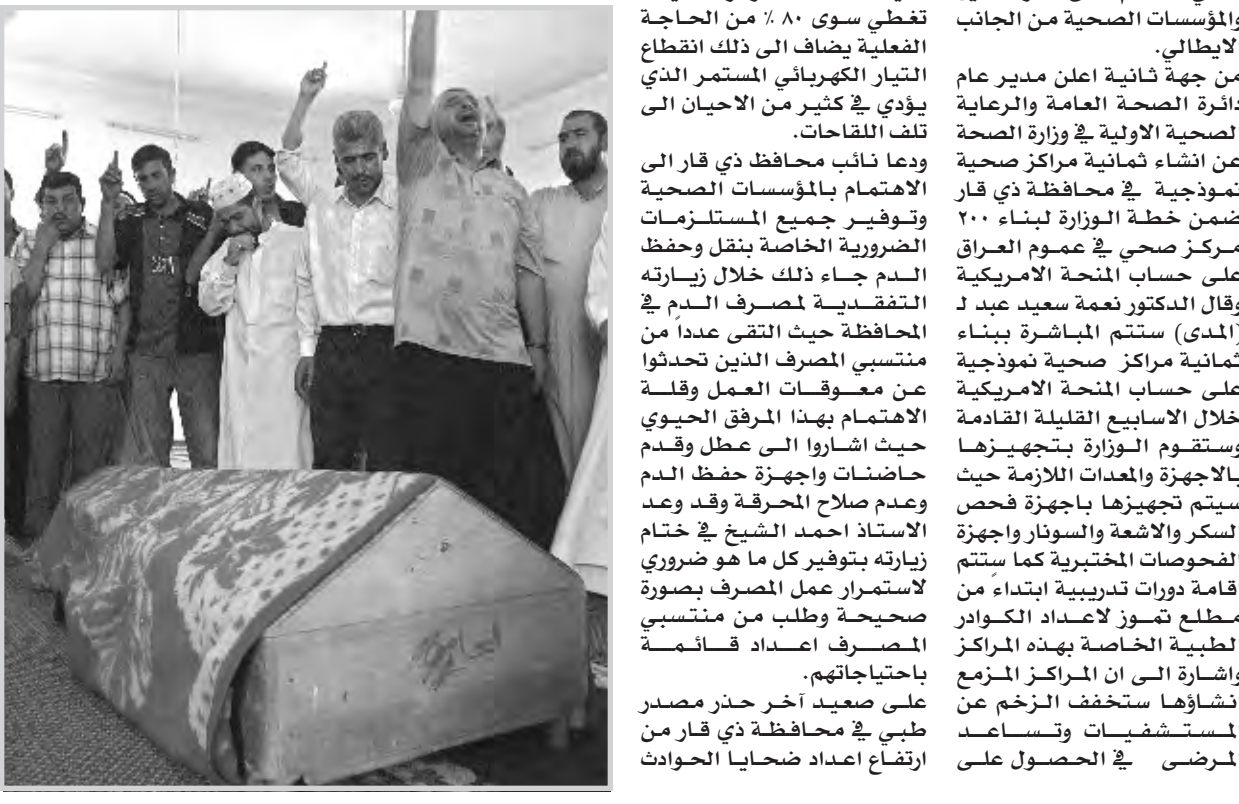 والمؤسسات الصحية من الجانب
الايطالي.
من جهة ثانية اعلن مدير عام
دائرة الصحة العامة والرعاية
الصحية الاولية في وزارة الصحة
عن انشاء ثمانية مراكز صحية
نموذجية في محافظة ذي قار
ضمن خطة الوزارة لبناء ٢٠٠
مركز صحي في عموم العراق
على حساب المنحة الامريكية
وقال الدكتور نعمة سعيد عبد لـ
(المدى) ستتم المباشرة ببناء
ثمانية مراكز صحية نموذجية
على حساب المنحة الامريكية
خلال الاسابيع القليلة القادمة
وستقوم الوزارة بتجهيزها
بالاجهزة والمعدات اللازمة حيث
سيتم تجهيزها باجهزة فحص
السكر والاشعة والسونار واجهزة
الفحوصات المختبرية كما ستتم
اقامة دورات تدريبية ابتداءً من
مطلع تموز لاعداد الكوادر
الطبية الخاصة بهذه المراكز
واشارة الى ان المراكز المزمع
انشاؤها ستخفف الزخم عن
المستشفيات وتساعد
المرضى في الحصول على
تغطي سوى ٨٠ ٪ من الحاجة
الفعلية يضاف الى ذلك انقطاع
التيار الكهربائي المستمر الذي
يؤدي في كثير من الاحيان الى
تلف اللقاحات.
ودعا نائب محافظ ذي قار الى
الاهتمام بالمؤسسات الصحية
وتوفير جميع المستلزمات
الضرورية الخاصة بنقل وحفظ
الدم جاء ذلك خلال زيارته
التفقدية لمصرف الدم في
المحافظة حيث التقى عدداً من
منتسبي المصرف الذين تحدثوا
عن معوقات العمل وقلة
الاهتمام بهذا المرفق الحيوي
حيث اشاروا الى عطل وقدم
حاضنات واجهزة حفظ الدم
وعدم صلاح المحرقة وقد وعد
الاستاذ احمد الشيخ في ختام
زيارته بتوفير كل ما هو ضروري
لاستمرار عمل المصرف بصورة
صحيحة وطلب من منتسبي
المصرف اعداد قائمة
باحتياجاتهم.
على صعيد آخر حذر مصدر
طبي في محافظة ذي قار من
ارتفاع اعداد ضحايا الحوادث